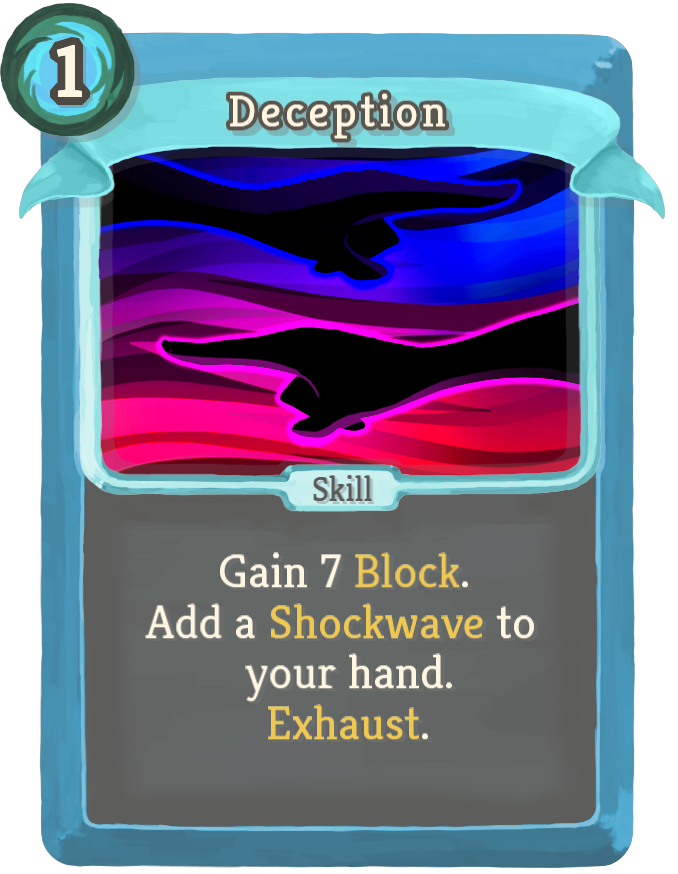 1
Deception
Skill
Gain 7 Block.
Add a Shockwave to
your hand.
Exhaust.